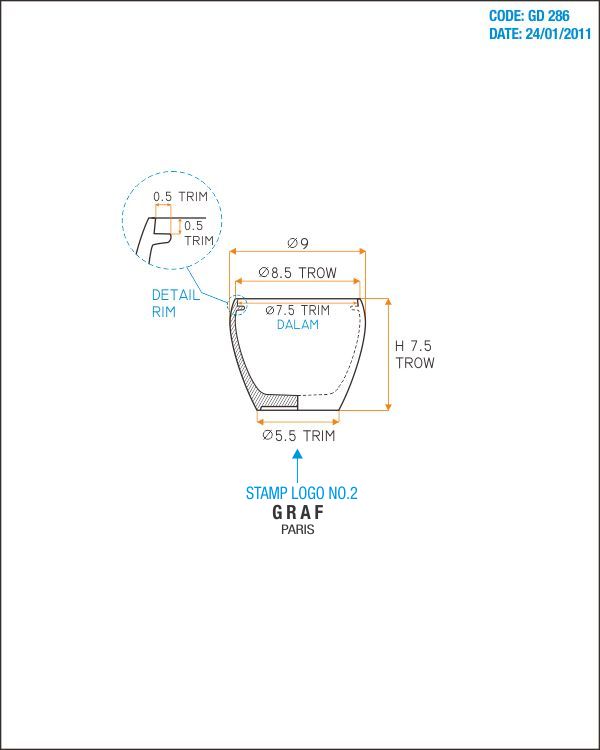 CODE: GD 286
DATE: 24/01/2011
0.5 TRIM
0.5
TRIM
DETAIL
RIM
Ø9
Ø8.5 TROW
Ø7.5 TRIM
DALAM
H 7.5
TROW
Ø5.5 TRIM
STAMP LOGO NO.2
GRAF
PARIS